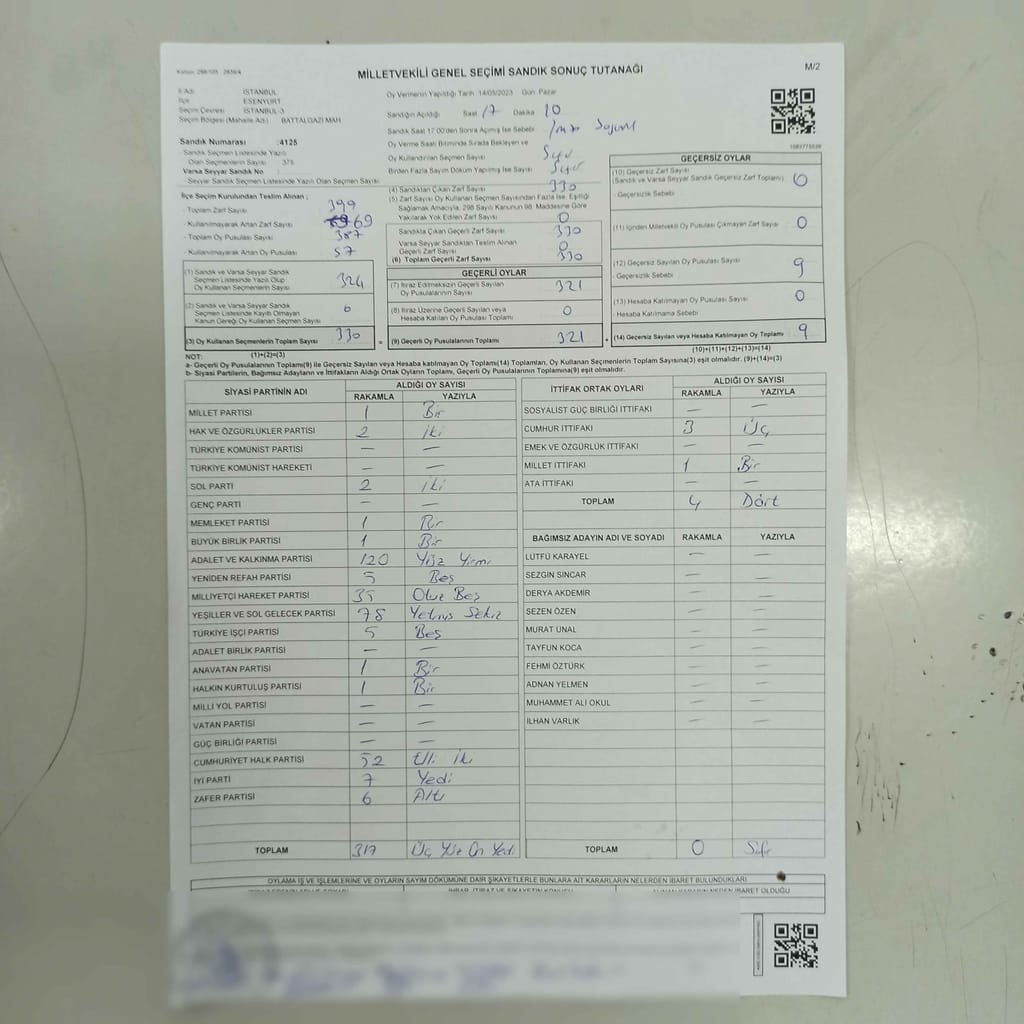 MİLLETVEKİLİ GENEL SEÇİMİ SANDIK SONUÇ TUTANAĞI
M/2
İl Adı İSTANBUL
İlçe ESENYURT
Seçim Çevresi İSTANBUL-3
Seçim Bölgesi (Mahalle Adı) BATTALGAZİ MAH
Oy Vermenin Yapıldığı Tarih 14/05/2023 Gün Pazar
Sandığın Açıldığı Saat 17 Dakika 10
Sandık Saat 17:00'den Sonra Açılmış İse Sebebi
Oy Verme Saati Bitiminde Sırada Bekleyen ve
Oy Kullandırılan Seçmen Sayısı Sıfır
Birden Fazla Sayım Döküm Yapılmış İse Sayısı Sıfır
Sandık Numarası :4125
- Sandık Seçmen Listesinde Yazılı
Olan Seçmenlerin Sayısı 375
Varsa Seyyar Sandık No
Seyyar Sandık Seçmen Listesinde Yazılı Olan Seçmen Sayısı
İlçe Seçim Kurulundan Teslim Alınan ;
- Toplam Zarf Sayısı 399
- Kullanılmayarak Artan Zarf Sayısı 69
- Toplam Oy Pusulası Sayısı 387
- Kullanılmayarak Artan Oy Pusulası 57
(1) Sandık ve Varsa Seyyar Sandık
Seçmen Listesinde Yazılı Olup
Oy Kullanan Seçmenlerin Sayısı 324
(2) Sandık ve Varsa Seyyar Sandık
Seçmen Listesinde Kayıtlı Olmayan
Kanun Gereği Oy Kullanan Seçmen Sayısı 6
(3) Oy Kullanan Seçmenlerin Toplam Sayısı 330
(4) Sandıktan Çıkan Zarf Sayısı 330
(5) Zarf Sayısı Oy Kullanan Seçmen Sayısından Fazla İse, Eşitliği
Sağlamak Amacıyla, 298 Sayılı Kanunun 98. Maddesine Göre
Yakılarak Yok Edilen Zarf Sayısı 0
Sandıkta Çıkan Geçerli Zarf Sayısı 330
Varsa Seyyar Sandıktan Teslim Alınan
Geçerli Zarf Sayısı 0
(6) Toplam Geçerli Zarf Sayısı 330
GEÇERLİ OYLAR
(7) İtiraz Edilmeksizin Geçerli Sayılan
Oy Pusulalarının Sayısı 321
(8) İtiraz Üzerine Geçerli Sayılan veya
Hesaba Katılan Oy Pusulası Toplamı 0
= (9) Geçerli Oy Pusulalarının Toplamı 321
GEÇERSİZ OYLAR
(10) Geçersiz Zarf Sayısı
(Sandık ve Varsa Seyyar Sandık Geçersiz Zarf Toplamı) 0
- Geçersizlik Sebebi
(11) İçinden Milletvekili Oy Pusulası Çıkmayan Zarf Sayısı 0
(12) Geçersiz Sayılan Oy Pusulası Sayısı 9
- Geçersizlik Sebebi
(13) Hesaba Katılmayan Oy Pusulası Sayısı 0
- Hesaba Katılmama Sebebi
+ (14) Geçersiz Sayılan veya Hesaba Katılmayan Oy Toplamı 9
NOT: (1)+(2)=(3) (10)+(11)+(12)+(13)=(14)
a- Geçerli Oy Pusulalarının Toplamı(9) ile Geçersiz Sayılan veya Hesaba katılmayan Oy Toplamı(14) Toplamları, Oy Kullanan Seçmenlerin Toplam Sayısına(3) eşit olmalıdır. (9)+(14)=(3)
b- Siyasi Partilerin, Bağımsız Adayların ve İttifakların Aldığı Ortak Oyların Toplamı, Geçerli Oy Pusulalarının Toplamına(9) eşit olmalıdır.
SİYASİ PARTİNİN ADI ALDIĞI OY SAYISI
RAKAMLA YAZIYLA
MİLLET PARTİSİ 1 Bir
HAK VE ÖZGÜRLÜKLER PARTİSİ 2 iki
TÜRKİYE KOMÜNİST PARTİSİ — —
TÜRKİYE KOMÜNİST HAREKETİ — —
SOL PARTİ 2 iki
GENÇ PARTİ — —
MEMLEKET PARTİSİ 1 Bir
BÜYÜK BİRLİK PARTİSİ 1 Bir
ADALET VE KALKINMA PARTİSİ 120 Yüz Yirmi
YENİDEN REFAH PARTİSİ 5 Beş
MİLLİYETÇİ HAREKET PARTİSİ 35 Otuz Beş
YEŞİLLER VE SOL GELECEK PARTİSİ 78 Yetmiş Sekiz
TÜRKİYE İŞÇİ PARTİSİ 5 Beş
ADALET BİRLİK PARTİSİ — —
ANAVATAN PARTİSİ 1 Bir
HALKIN KURTULUŞ PARTİSİ 1 Bir
MİLLİ YOL PARTİSİ — —
VATAN PARTİSİ — —
GÜÇ BİRLİĞİ PARTİSİ — —
CUMHURİYET HALK PARTİSİ 52 Elli iki
İYİ PARTİ 7 Yedi
ZAFER PARTİSİ 6 Altı
TOPLAM 317 Üç Yüz On Yedi
İTTİFAK ORTAK OYLARI ALDIĞI OY SAYISI
RAKAMLA YAZIYLA
SOSYALİST GÜÇ BİRLİĞİ İTTİFAKI — —
CUMHUR İTTİFAKI 3 Üç
EMEK VE ÖZGÜRLÜK İTTİFAKI — —
MİLLET İTTİFAKI 1 Bir
ATA İTTİFAKI — —
TOPLAM 4 Dört
BAĞIMSIZ ADAYIN ADI VE SOYADI RAKAMLA YAZIYLA
LÜTFÜ KARAYEL — —
SEZGİN SİNCAR — —
DERYA AKDEMİR — —
SEZEN ÖZEN — —
MURAT ÜNAL — —
TAYFUN KOCA — —
FEHMİ ÖZTÜRK — —
ADNAN YELMEN — —
MUHAMMET ALİ OKUL — —
İLHAN VARLIK — —
TOPLAM 0 Sıfır
OYLAMA İŞ VE İŞLEMLERİNE VE OYLARIN SAYIM DÖKÜMÜNE DAİR ŞİKAYETLERLE BUNLARA AİT KARARLARIN NELERDEN İBARET BULUNDUKLARI